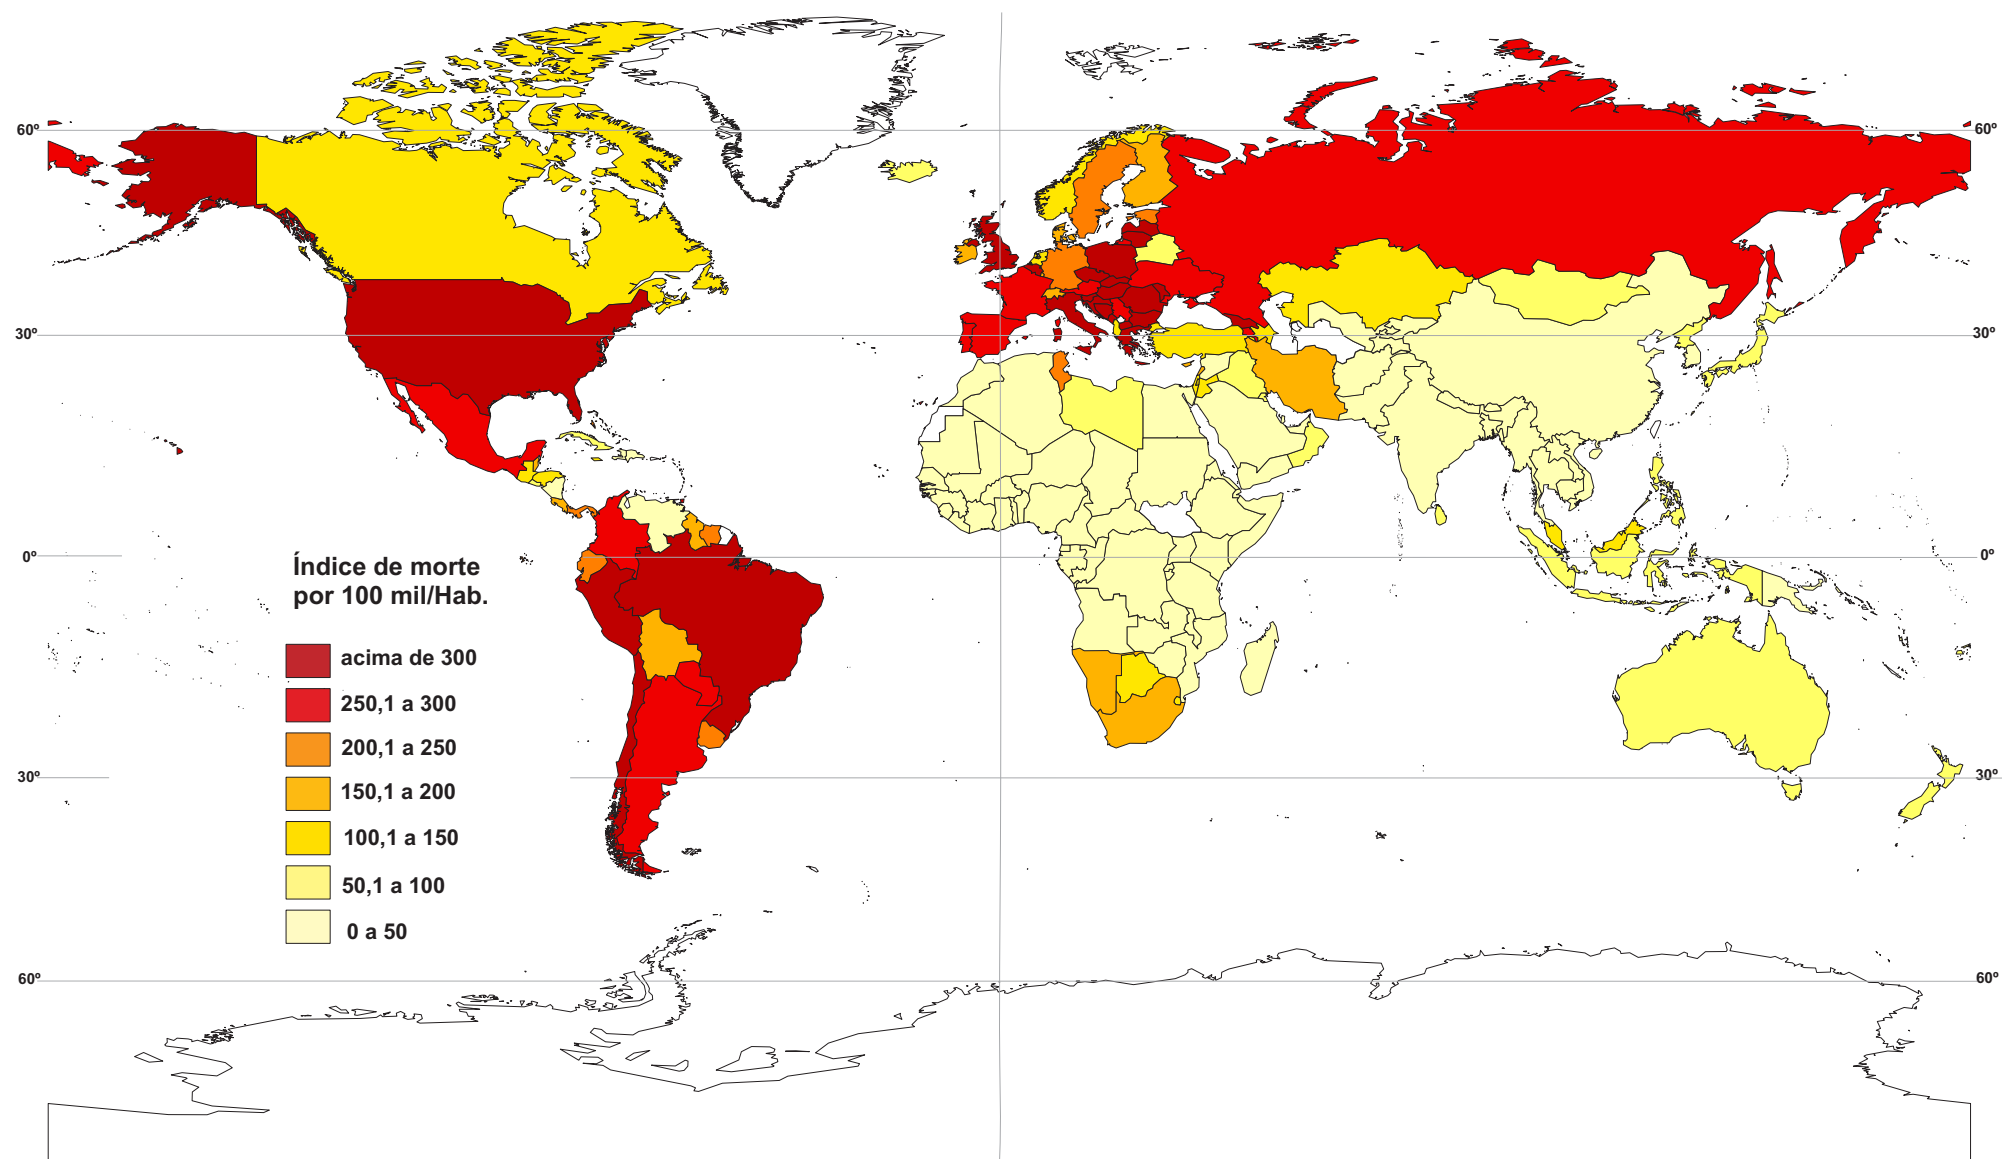 60º 60º
30º 30º
0º 0º
Índice de morte
por 100 mil/Hab.
acima de 300
250,1 a 300
200,1 a 250
150,1 a 200
30º 30º
100,1 a 150
50,1 a 100
0 a 50
60º 60º